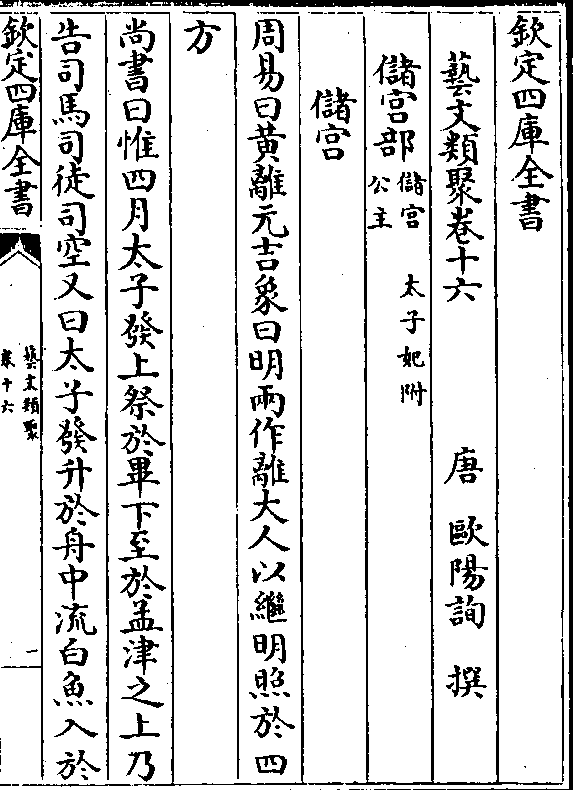 欽定四庫全書
藝文類聚卷十六
唐 歐陽詢 撰
儲宫部 儲宫 太子妃附
公主
儲宫
周易曰黃離元吉象曰明兩作離大人以繼明照於四
方
尚書曰惟四月太子發上祭於畢下至於孟津之上乃
告司馬司徒司空又曰太子發升於舟中流白魚入於
欽定四庫全書
藝文類聚
卷十六
一